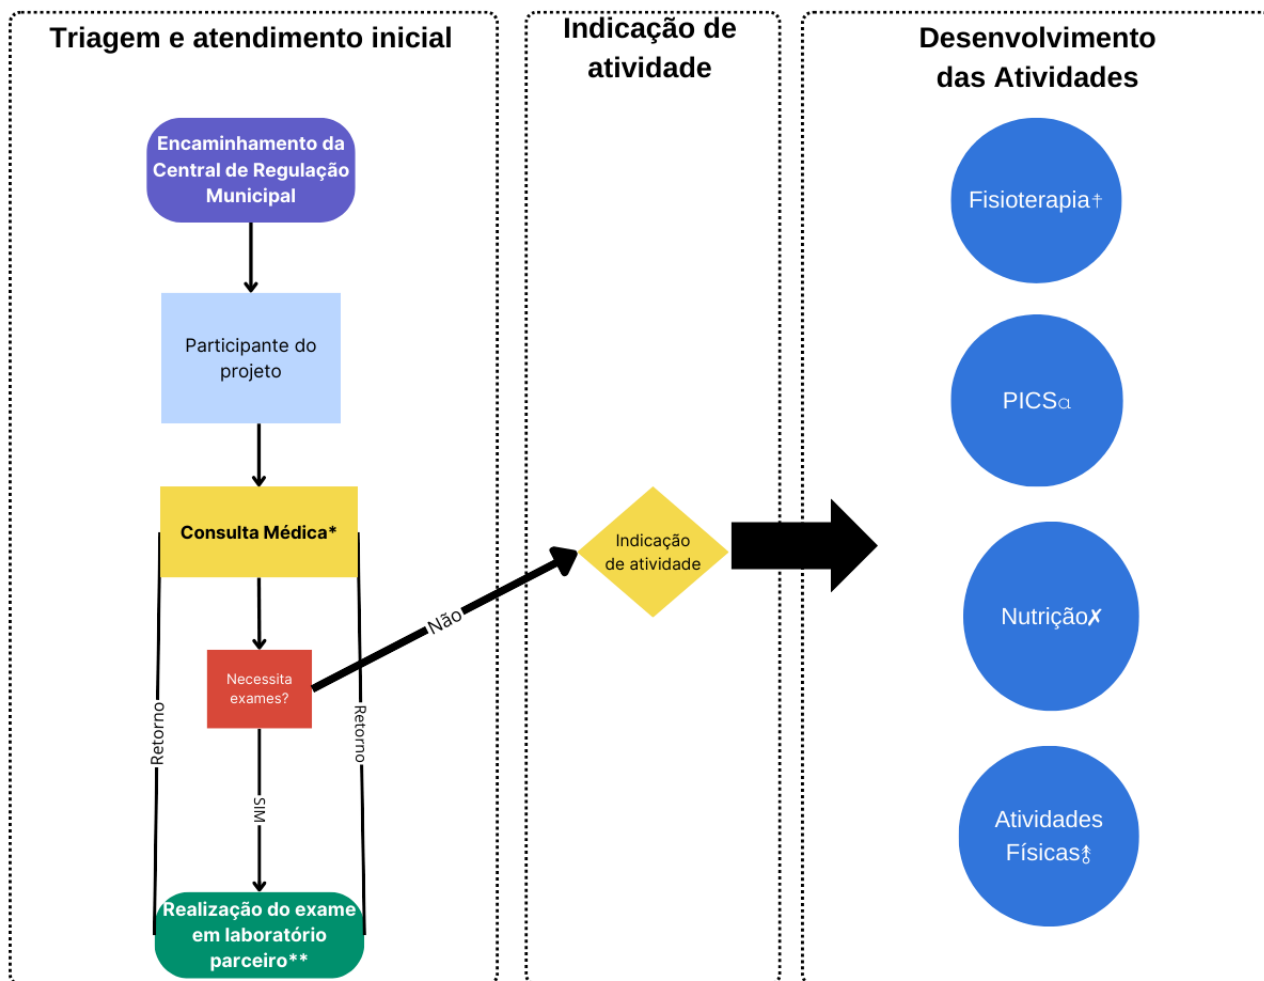 Triagem e atendimento inicial
Encaminhamento da
Central de Regulação
Municipal
Participante do
projeto
Consulta Médica*
Necessita
exames?
Não
Retorno
Retorno
SIM
Realização do exame
em laboratório
parceiro**
Indicação de
atividade
Indicação
de atividade
Desenvolvimento
das Atividades
Fisioterapia†
PICSα
Nutrição✗
Atividades
Físicas⚷